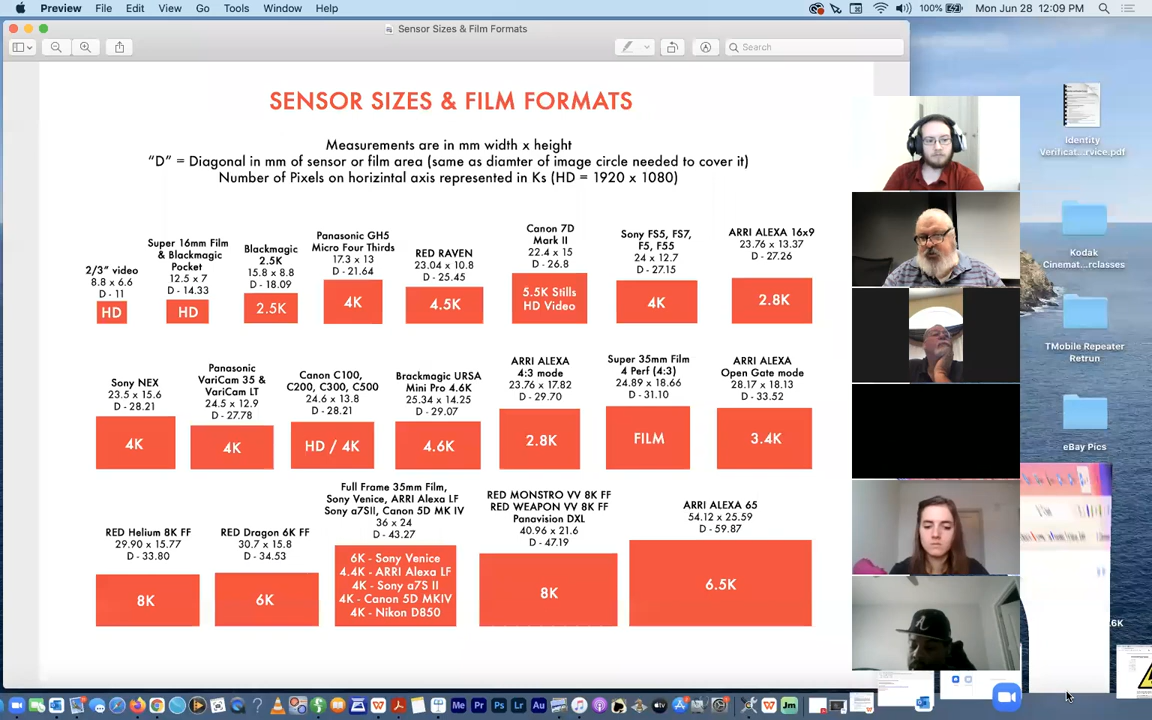 Preview File Edit View Go Tools Window Help 100% Mon Jun 28 12:09 PM
Sensor Sizes & Film Formats
Search
SENSOR SIZES & FILM FORMATS
Measurements are in mm width x height
“D” = Diagonal in mm of sensor or film area (same as diamter of image circle needed to cover it)
Number of Pixels on horizintal axis represented in Ks (HD = 1920 x 1080)
2/3” video
8.8 x 6.6
D - 11
HD
Super 16mm Film
& Blackmagic
Pocket
12.5 x 7
D - 14.33
HD
Blackmagic
2.5K
15.8 x 8.8
D - 18.09
2.5K
Panasonic GH5
Micro Four Thirds
17.3 x 13
D - 21.64
4K
RED RAVEN
23.04 x 10.8
D - 25.45
4.5K
Canon 7D
Mark II
22.4 x 15
D - 26.8
5.5K Stills
HD Video
Sony FS5, FS7,
F5, F55
24 x 12.7
D - 27.15
4K
ARRI ALEXA 16x9
23.76 x 13.37
D - 27.26
2.8K
Sony NEX
23.5 x 15.6
D - 28.21
4K
Panasonic
VariCam 35 &
VariCam LT
24.5 x 12.9
D - 27.78
4K
Canon C100,
C200, C300, C500
24.6 x 13.8
D - 28.21
HD / 4K
Brackmagic URSA
Mini Pro 4.6K
25.34 x 14.25
D - 29.07
4.6K
ARRI ALEXA
4:3 mode
23.76 x 17.82
D - 29.70
2.8K
Super 35mm Film
4 Perf (4:3)
24.89 x 18.66
D - 31.10
FILM
ARRI ALEXA
Open Gate mode
28.17 x 18.13
D - 33.52
3.4K
RED Helium 8K FF
29.90 x 15.77
D - 33.80
8K
RED Dragon 6K FF
30.7 x 15.8
D - 34.53
6K
Full Frame 35mm Film,
Sony Venice, ARRI Alexa LF
Sony a7SII, Canon 5D MK IV
36 x 24
D - 43.27
6K - Sony Venice
4.4K - ARRI Alexa LF
4K - Sony a7S II
4K - Canon 5D MKIV
4K - Nikon D850
RED MONSTRO VV 8K FF
RED WEAPON VV 8K FF
Panavision DXL
40.96 x 21.6
D - 47.19
8K
ARRI ALEXA 65
54.12 x 25.59
D - 59.87
6.5K
Identity
Verificat...rvice.pdf
Kodak
Cinemat...rclasses
TMobile Repeater
Retrun
eBay Pics
Me Pr Ps Lr Au
Jm